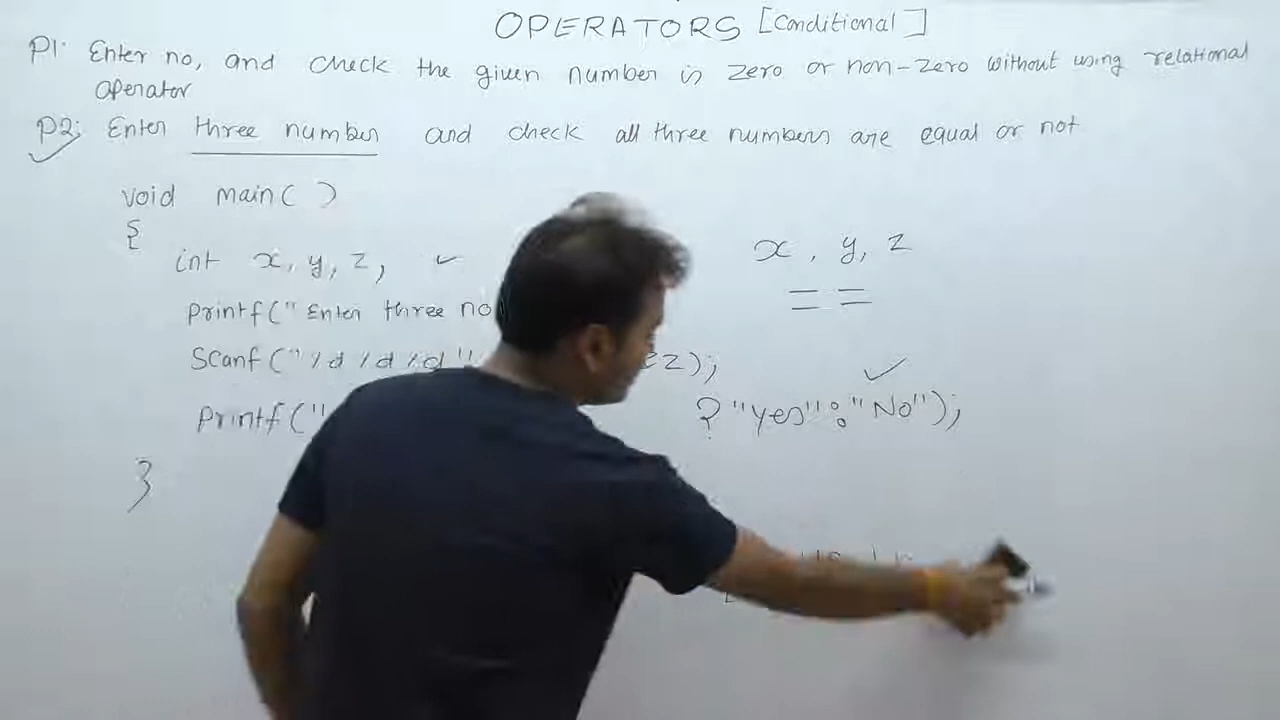 OPERATORS [Conditional]
P1. Enter no, and check the given number is zero or non-zero without using relational
operator
P2; Enter three number and check all three numbers are equal or not
void main( )
{
int x, y, z,
x, y, z
= =
printf(" Enter three no
scanf("%d %d %d" z);
printf(" ? "yes" : "No");
}